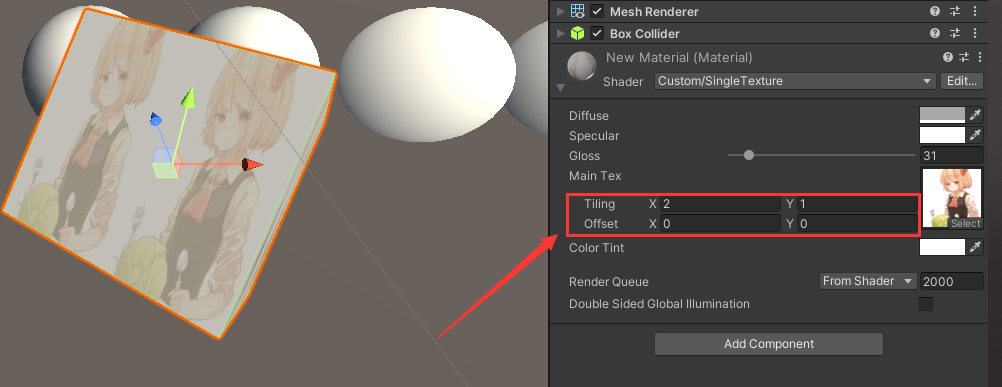 Mesh Renderer
Box Collider
New Material (Material)
Shader Custom/SingleTexture Edit...
Diffuse
Specular
Gloss 31
Main Tex
Tiling X 2 Y 1
Offset X 0 Y 0 Select
Color Tint
Render Queue From Shader 2000
Double Sided Global Illumination
Add Component